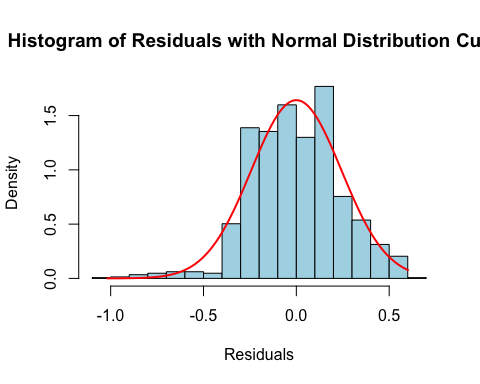 Histogram of Residuals with Normal Distribution Cu
Density
1.5
1.0
0.5
0.0
-1.0 -0.5 0.0 0.5
Residuals